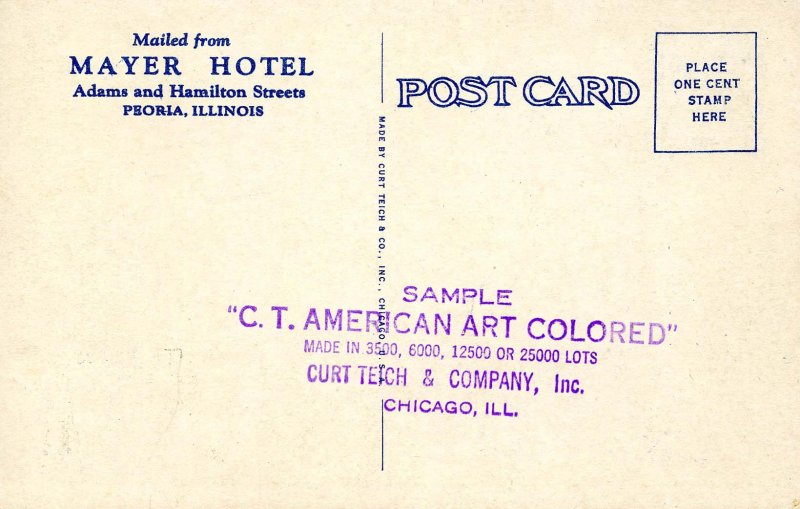 Mailed from
MAYER HOTEL
Adams and Hamilton Streets
PEORIA, ILLINOIS
POST CARD
PLACE
ONE CENT
STAMP
HERE
MADE BY CURT TEICH & CO., INC., CHICAGO, U.S.A.
SAMPLE
"C. T. AMERICAN ART COLORED"
MADE IN 3500, 6000, 12500 OR 25000 LOTS
CURT TEICH & COMPANY, Inc.
CHICAGO, ILL.